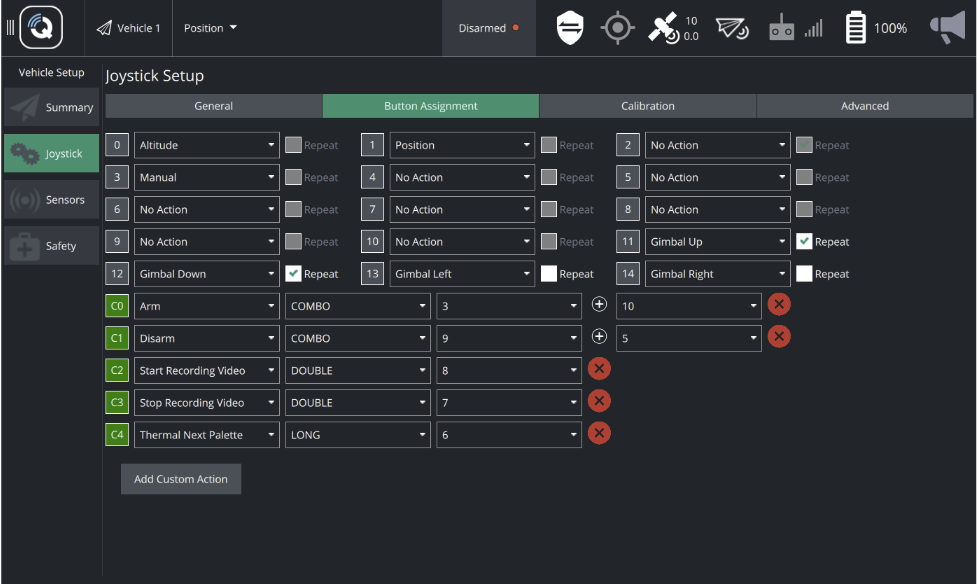 Vehicle 1 Position Disarmed 10 0.0 100%
Vehicle Setup
Joystick Setup
Summary
Joystick
Sensors
Safety
General Button Assignment Calibration Advanced
0 Altitude Repeat 1 Position Repeat 2 No Action Repeat
3 Manual Repeat 4 No Action Repeat 5 No Action Repeat
6 No Action Repeat 7 No Action Repeat 8 No Action Repeat
9 No Action Repeat 10 No Action Repeat 11 Gimbal Up Repeat
12 Gimbal Down Repeat 13 Gimbal Left Repeat 14 Gimbal Right Repeat
C0 Arm COMBO 3 10
C1 Disarm COMBO 9 5
C2 Start Recording Video DOUBLE 8
C3 Stop Recording Video DOUBLE 7
C4 Thermal Next Palette LONG 6
Add Custom Action